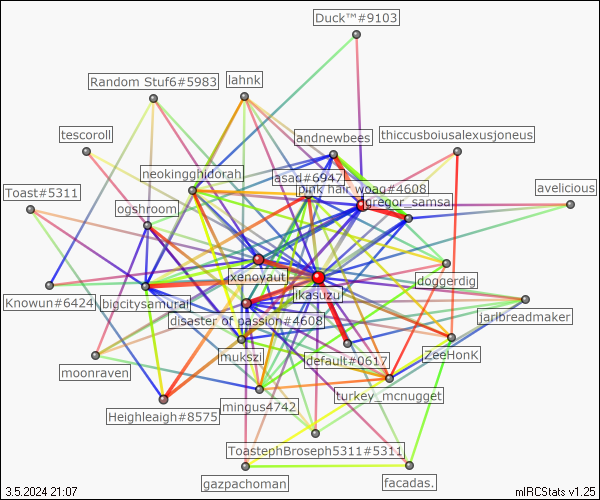 Duck™#9103
Random Stuf6#5983
lahnk
tescoroll
andnewbees
thiccusboiusalexusjoneus
neokingghidorah
asad#6947
Toast#5311
pink hair woag#4608
avelicious
ogshroom
gregor_samsa
xenoyaut
doggerdig
Knowun#6424
bigcitysamurai
ikasuzu
jarlbreadmaker
disaster of passion#4608
mukszi
default#0617
ZeeHonK
moonraven
turkey_mcnugget
Heighleaigh#8575
mingus4742
ToastephBroseph5311#5311
gazpachoman
facadas.
3.5.2024 21:07
mIRCStats v1.25